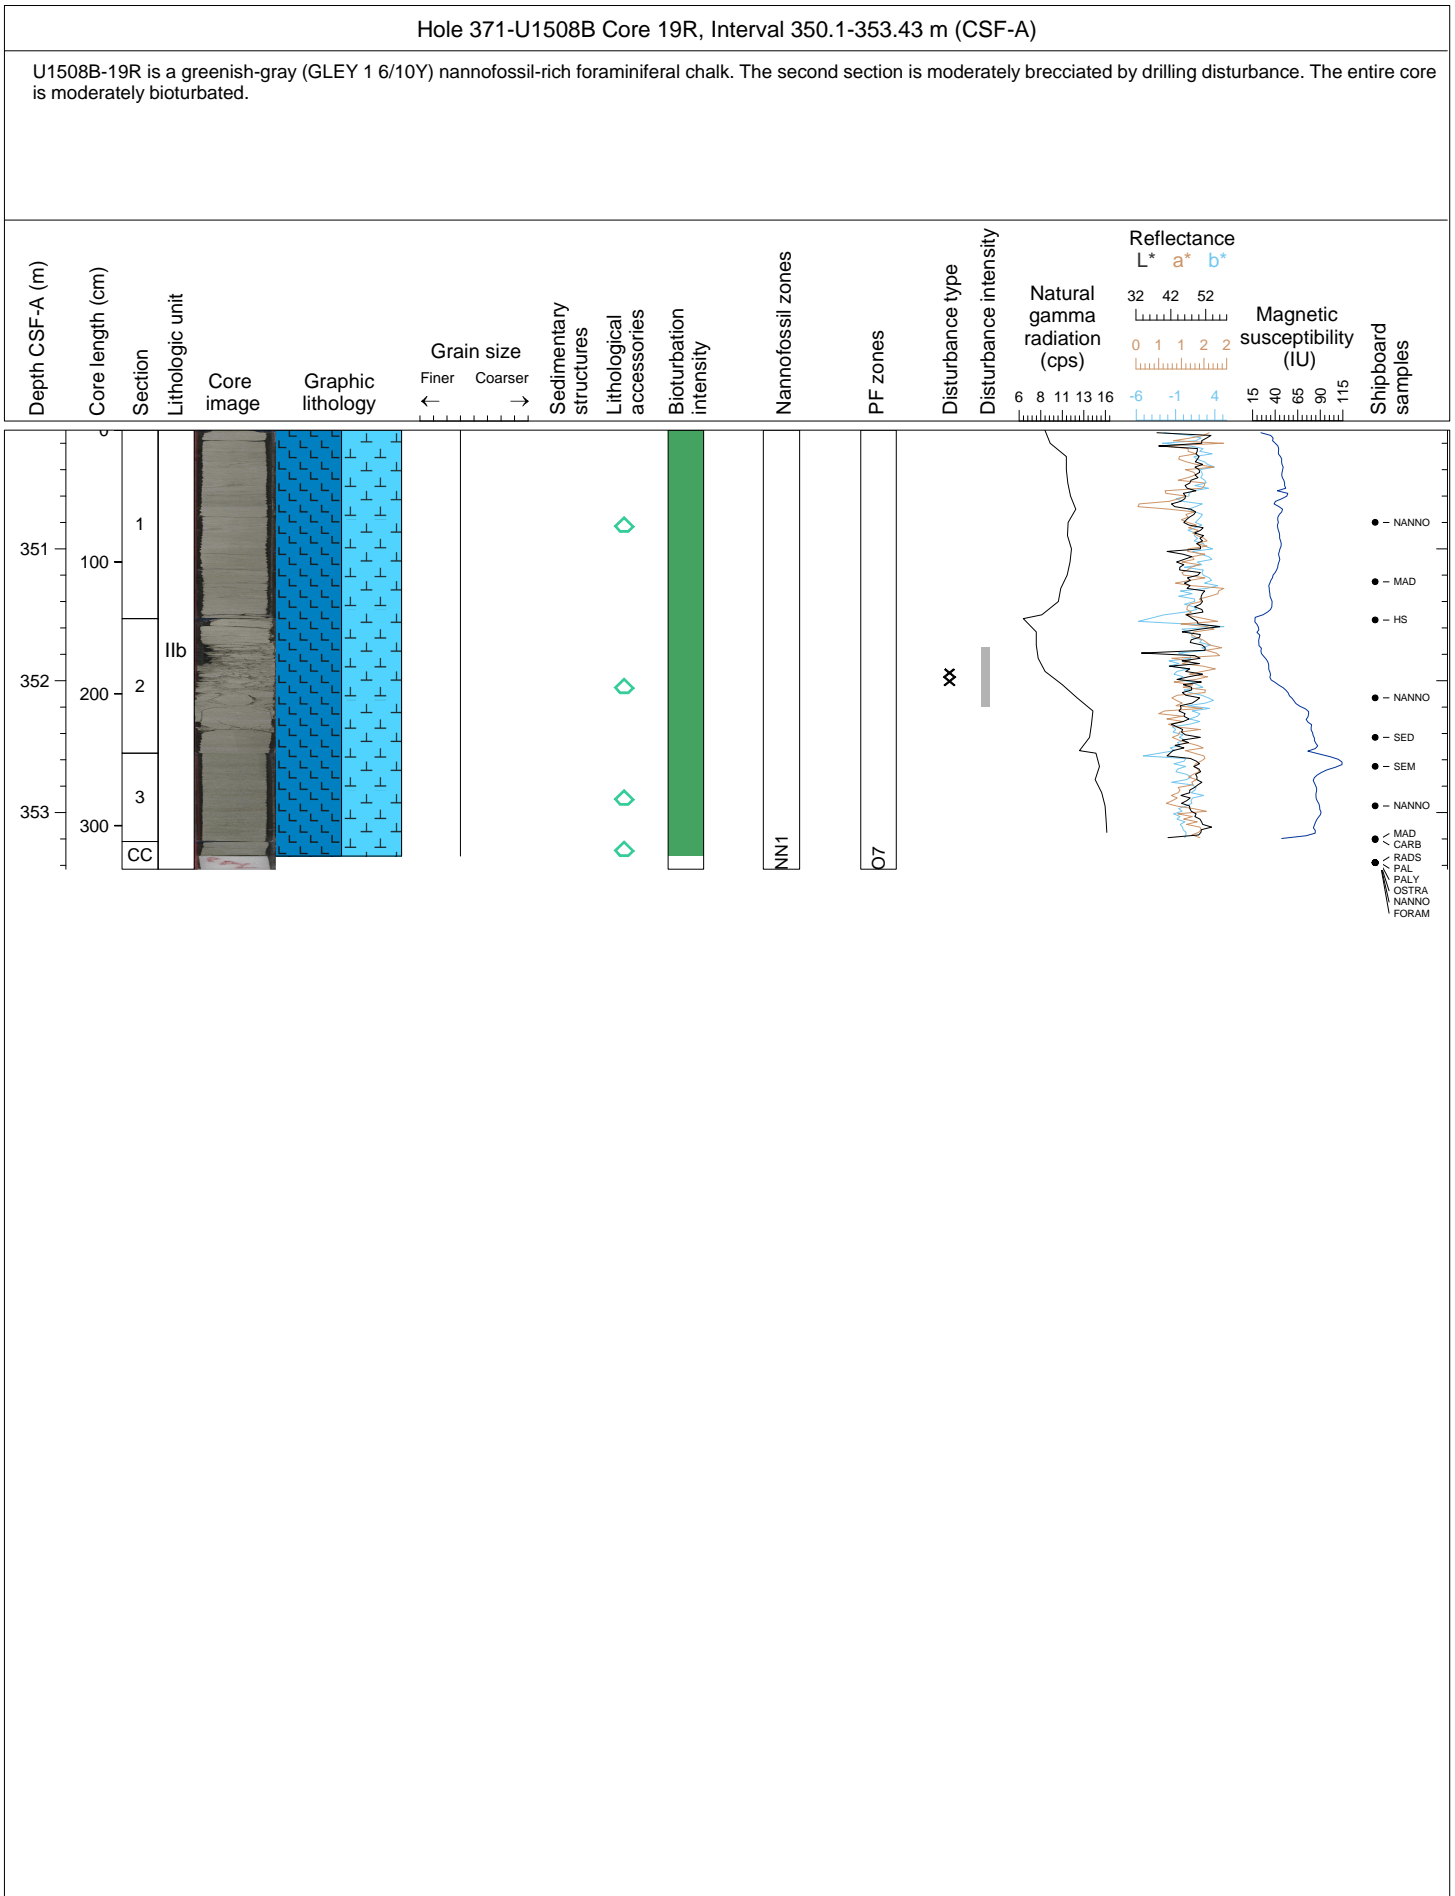 Hole 371-U1508B Core 19R, Interval 350.1-353.43 m (CSF-A)
U1508B-19R is a greenish-gray (GLEY 1 6/10Y) nannofossil-rich foraminiferal chalk. The second section is moderately brecciated by drilling disturbance. The entire core
is moderately bioturbated.
Depth CSF-A (m)
Core length (cm)
Section
Lithologic unit
Core
image
Graphic
lithology
Grain size
Finer Coarser
← →
Sedimentary
structures
Lithological
accessories
Bioturbation
intensity
Nannofossil zones
PF zones
Disturbance type
Disturbance intensity
Natural
gamma
radiation
(cps)
6 8 11 13 16
Reflectance
L* a* b*
32 42 52
0 1 1 2 2
-6 -1 4
Magnetic
susceptibility
(IU)
15 40 65 90 115
Shipboard
samples
0
1
NANNO
351
100
MAD
HS
IIb
352
200
2
NANNO
SED
SEM
3
NANNO
353
300
CC
NN1
O7
MAD
CARB
RADS
PAL
PALY
OSTRA
NANNO
FORAM